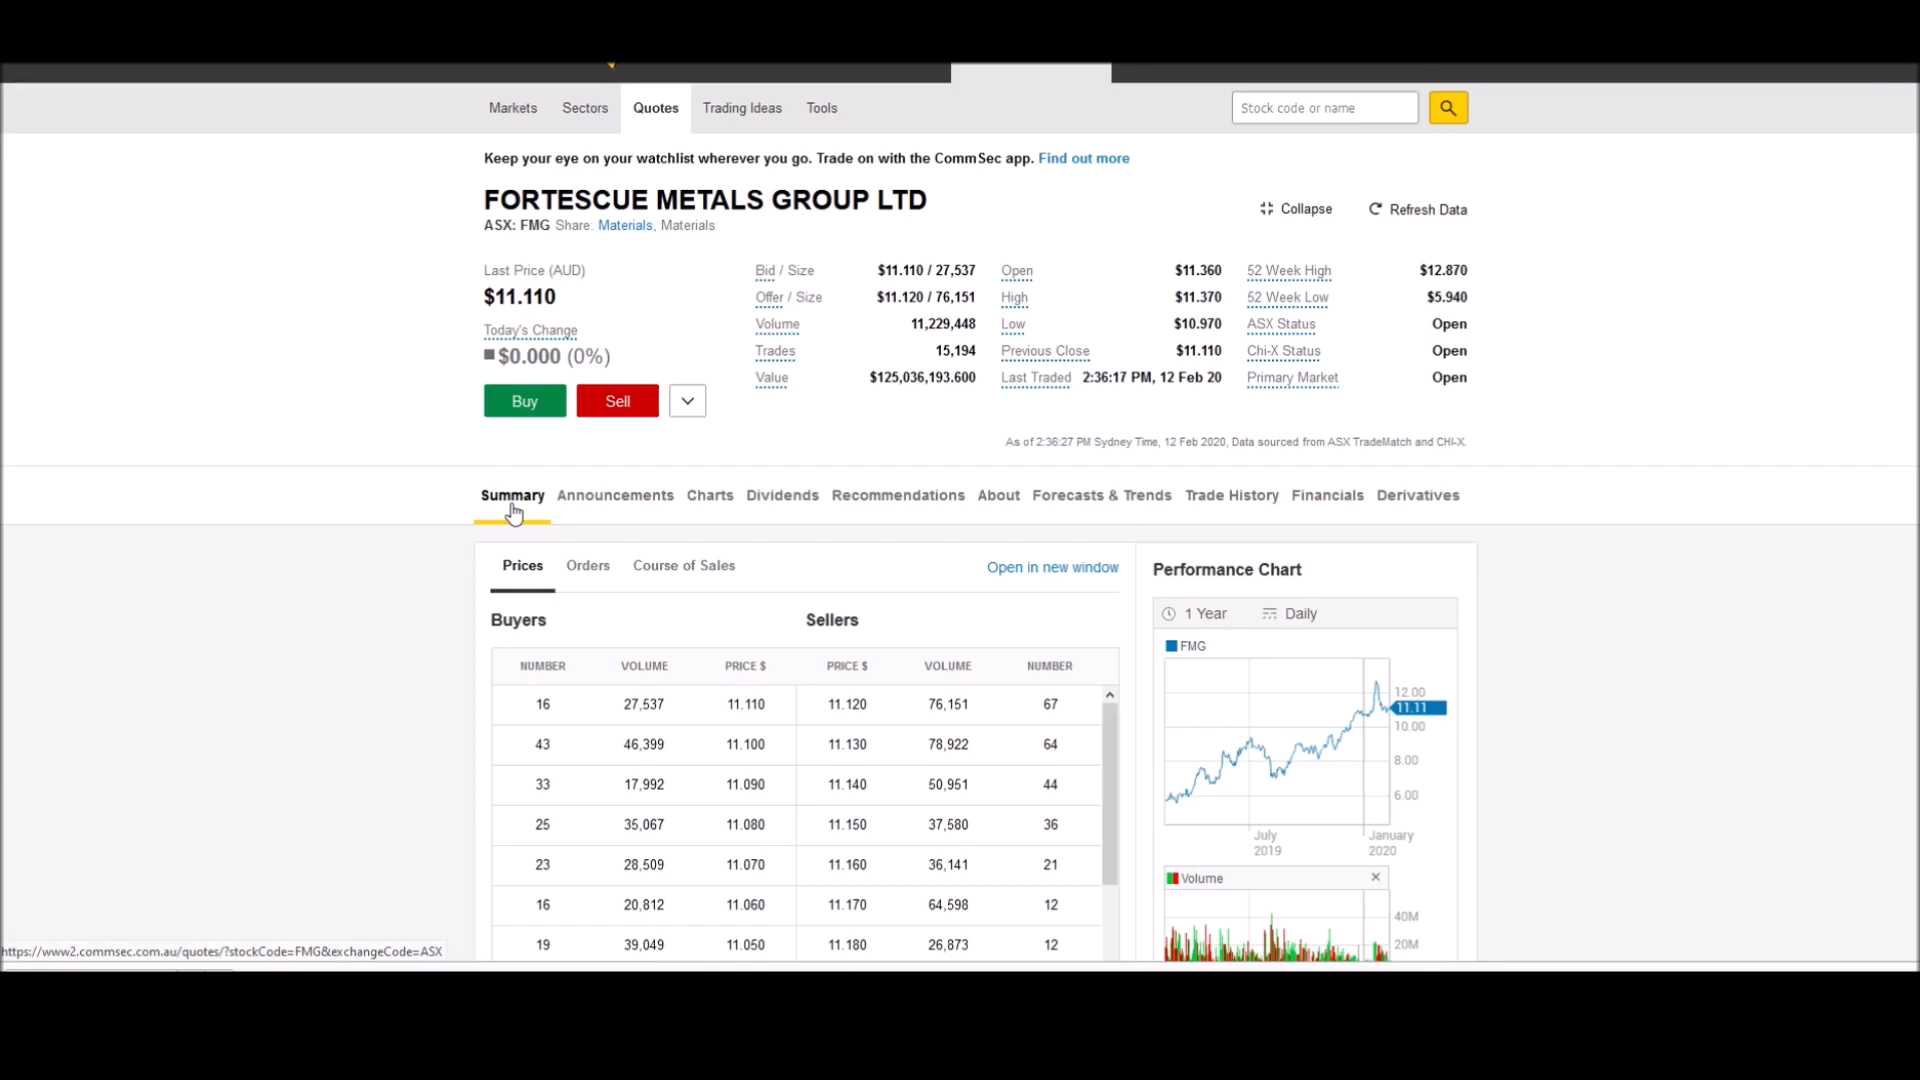 Markets Sectors Quotes Trading Ideas Tools Stock code or name
Keep your eye on your watchlist wherever you go. Trade on with the CommSec app. Find out more
FORTESCUE METALS GROUP LTD
Collapse Refresh Data
ASX: FMG Share: Materials, Materials
Last Price (AUD) Bid / Size $11.110 / 27,537 Open $11.360 52 Week High $12.870
$11.110 Offer / Size $11.120 / 76,151 High $11.370 52 Week Low $5.940
Today's Change Volume 11,229,448 Low $10.970 ASX Status Open
$0.000 (0%) Trades 15,194 Previous Close $11.110 Chi-X Status Open
Value $125,036,193.600 Last Traded 2:36:17 PM, 12 Feb 20 Primary Market Open
Buy Sell
As of 2:36:27 PM Sydney Time, 12 Feb 2020, Data sourced from ASX TradeMatch and CHI-X.
Summary Announcements Charts Dividends Recommendations About Forecasts & Trends Trade History Financials Derivatives
Prices Orders Course of Sales Open in new window
Buyers Sellers
NUMBER VOLUME PRICE $ PRICE $ VOLUME NUMBER
16 27,537 11.110 11.120 76,151 67
43 46,399 11.100 11.130 78,922 64
33 17,992 11.090 11.140 50,951 44
25 35,067 11.080 11.150 37,580 36
23 28,509 11.070 11.160 36,141 21
16 20,812 11.060 11.170 64,598 12
19 39,049 11.050 11.180 26,873 12
Performance Chart
1 Year Daily
FMG
12.00
11.11
10.00
8.00
6.00
July January
2019 2020
Volume
40M
20M
https://www2.commsec.com.au/quotes/?stockCode=FMG&exchangeCode=ASX